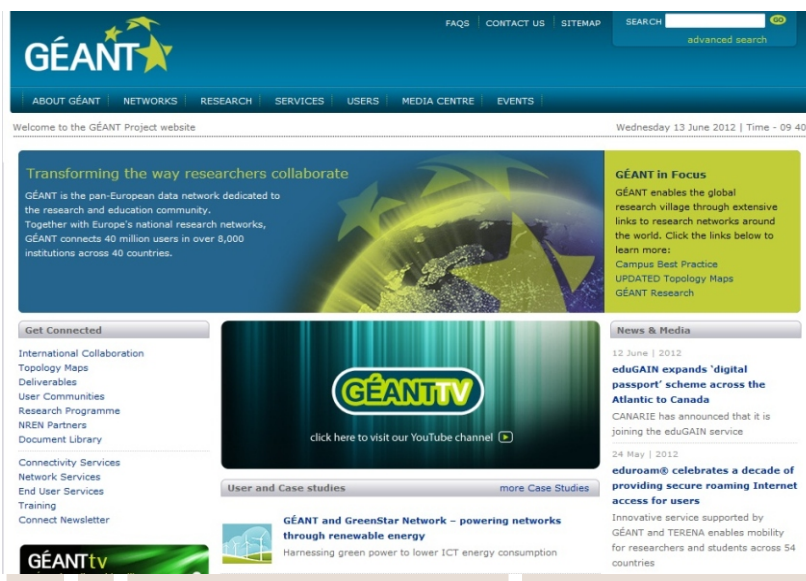 FAQS CONTACT US SITEMAP SEARCH GO
advanced search
GÉANT
ABOUT GÉANT NETWORKS RESEARCH SERVICES USERS MEDIA CENTRE EVENTS
Welcome to the GÉANT Project website
Wednesday 13 June 2012 | Time - 09 40
Transforming the way researchers collaborate
GÉANT is the pan-European data network dedicated to
the research and education community.
Together with Europe's national research networks,
GÉANT connects 40 million users in over 8,000
institutions across 40 countries.
GÉANT in Focus
GÉANT enables the global
research village through extensive
links to research networks around
the world. Click the links below to
learn more:
Campus Best Practice
UPDATED Topology Maps
GÉANT Research
Get Connected
International Collaboration
Topology Maps
Deliverables
User Communities
Research Programme
NREN Partners
Document Library
Connectivity Services
Network Services
End User Services
Training
Connect Newsletter
GÉANTtv
GÉANTTV
click here to visit our YouTube channel
User and Case studies more Case Studies
GÉANT and GreenStar Network – powering networks
through renewable energy
Harnessing green power to lower ICT energy consumption
News & Media
12 June | 2012
eduGAIN expands ‘digital
passport’ scheme across the
Atlantic to Canada
CANARIE has announced that it is
joining the eduGAIN service
24 May | 2012
eduroam® celebrates a decade of
providing secure roaming Internet
access for users
Innovative service supported by
GÉANT and TERENA enables mobility
for researchers and students across 54
countries